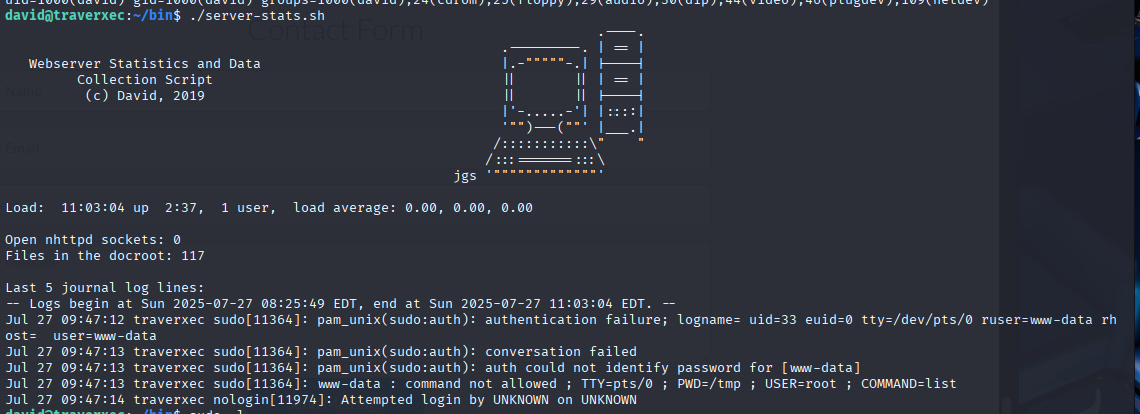 uid=1000(david) gid=1000(david) groups=1000(david),24(cdrom),25(floppy),29(audio),30(dip),44(video),46(plugdev),109(netdev)
david@traverxec:~/bin$ ./server-stats.sh
Contact Form
Webserver Statistics and Data
Collection Script
(c) David, 2019
Name
Email
jgs
Load:  11:03:04 up  2:37,  1 user,  load average: 0.00, 0.00, 0.00
Open nhttpd sockets: 0
Files in the docroot: 117
Last 5 journal log lines:
-- Logs begin at Sun 2025-07-27 08:25:49 EDT, end at Sun 2025-07-27 11:03:04 EDT. --
Jul 27 09:47:12 traverxec sudo[11364]: pam_unix(sudo:auth): authentication failure; logname= uid=33 euid=0 tty=/dev/pts/0 ruser=www-data rh
ost=  user=www-data
Jul 27 09:47:13 traverxec sudo[11364]: pam_unix(sudo:auth): conversation failed
Jul 27 09:47:13 traverxec sudo[11364]: pam_unix(sudo:auth): auth could not identify password for [www-data]
Jul 27 09:47:13 traverxec sudo[11364]: www-data : command not allowed ; TTY=pts/0 ; PWD=/tmp ; USER=root ; COMMAND=list
Jul 27 09:47:14 traverxec nologin[11974]: Attempted login by UNKNOWN on UNKNOWN
david@traverxec:~/bin$ sudo -l